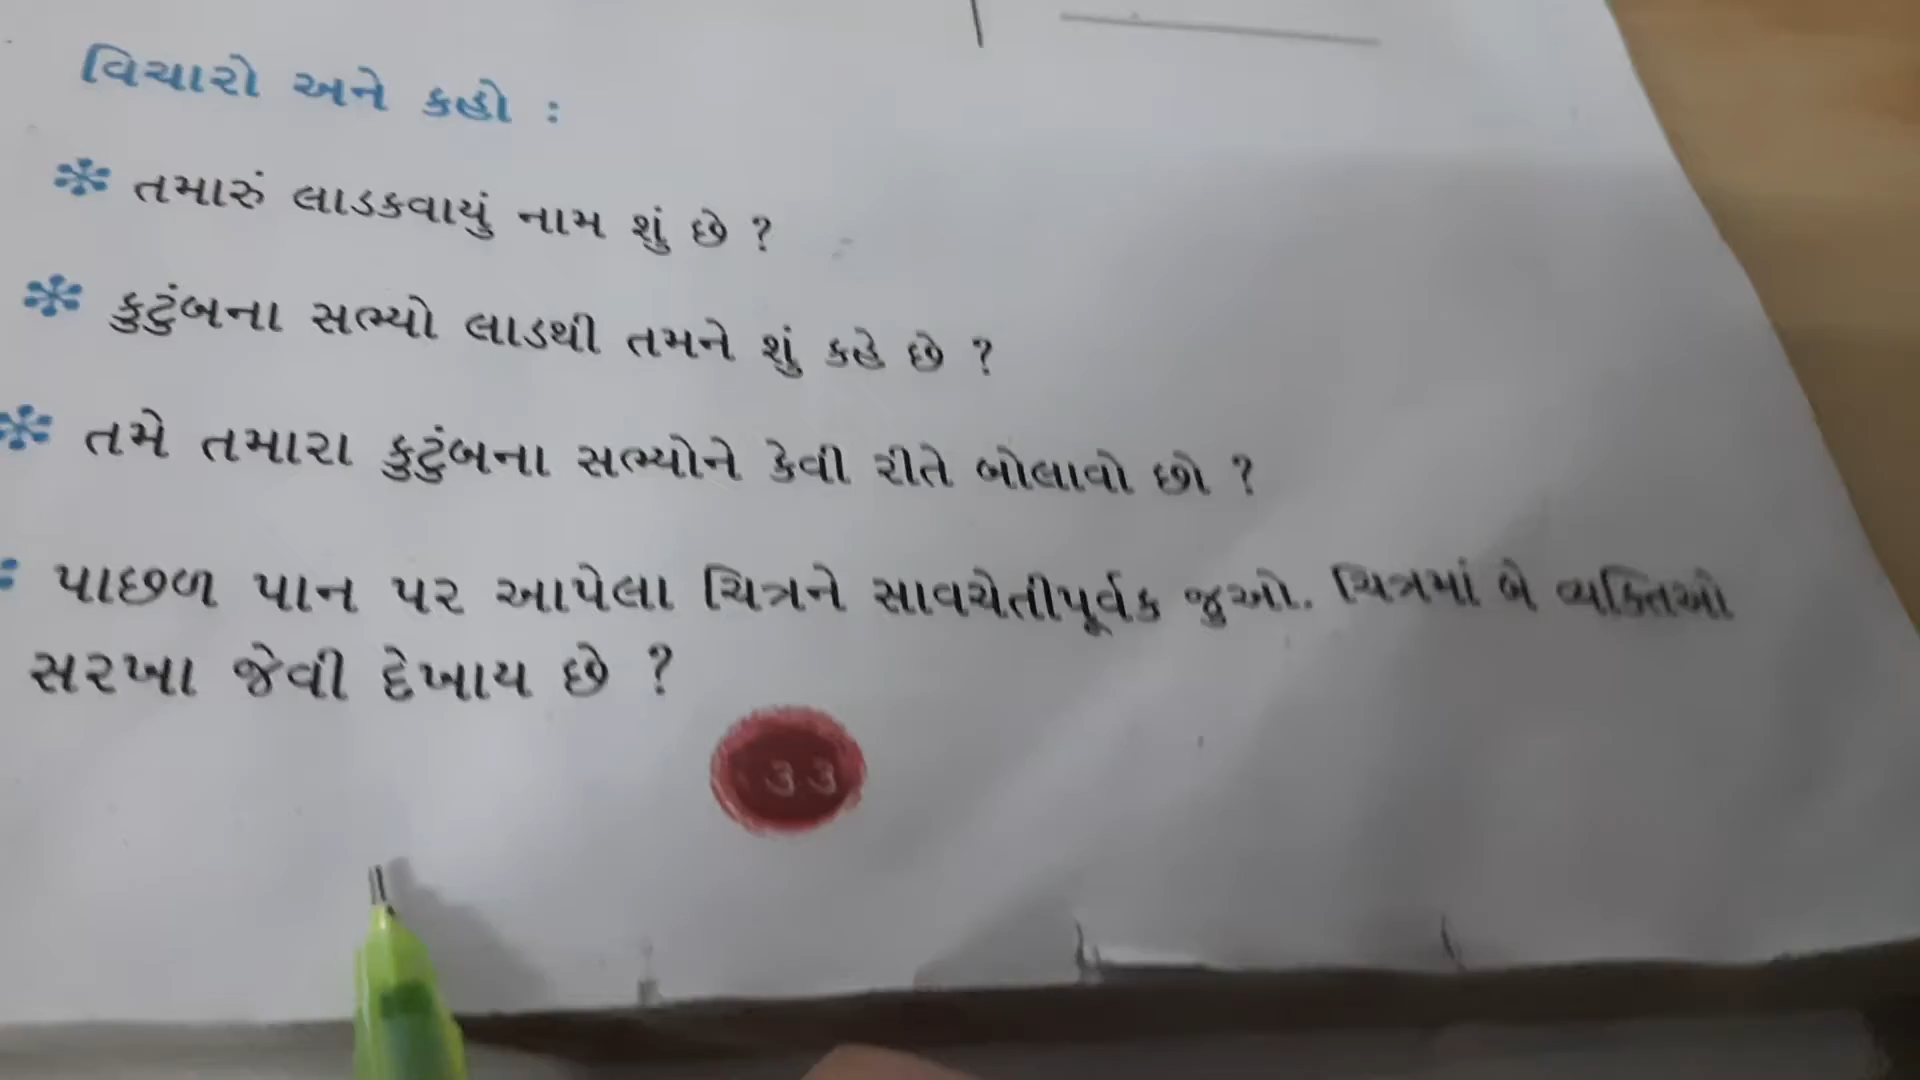 વિચારો અને કહો :
તમારું લાડકવાયું નામ શું છે ?
કુટુંબના સભ્યો લાડથી તમને શું કહે છે ?
તમે તમારા કુટુંબના સભ્યોને કેવી રીતે બોલાવો છો ?
પાછળ પાન પર આપેલા ચિત્રને સાવચેતીપૂર્વક જુઓ. ચિત્રમાં બે વ્યક્તિઓ
સરખા જેવી દેખાય છે ?
૩૩